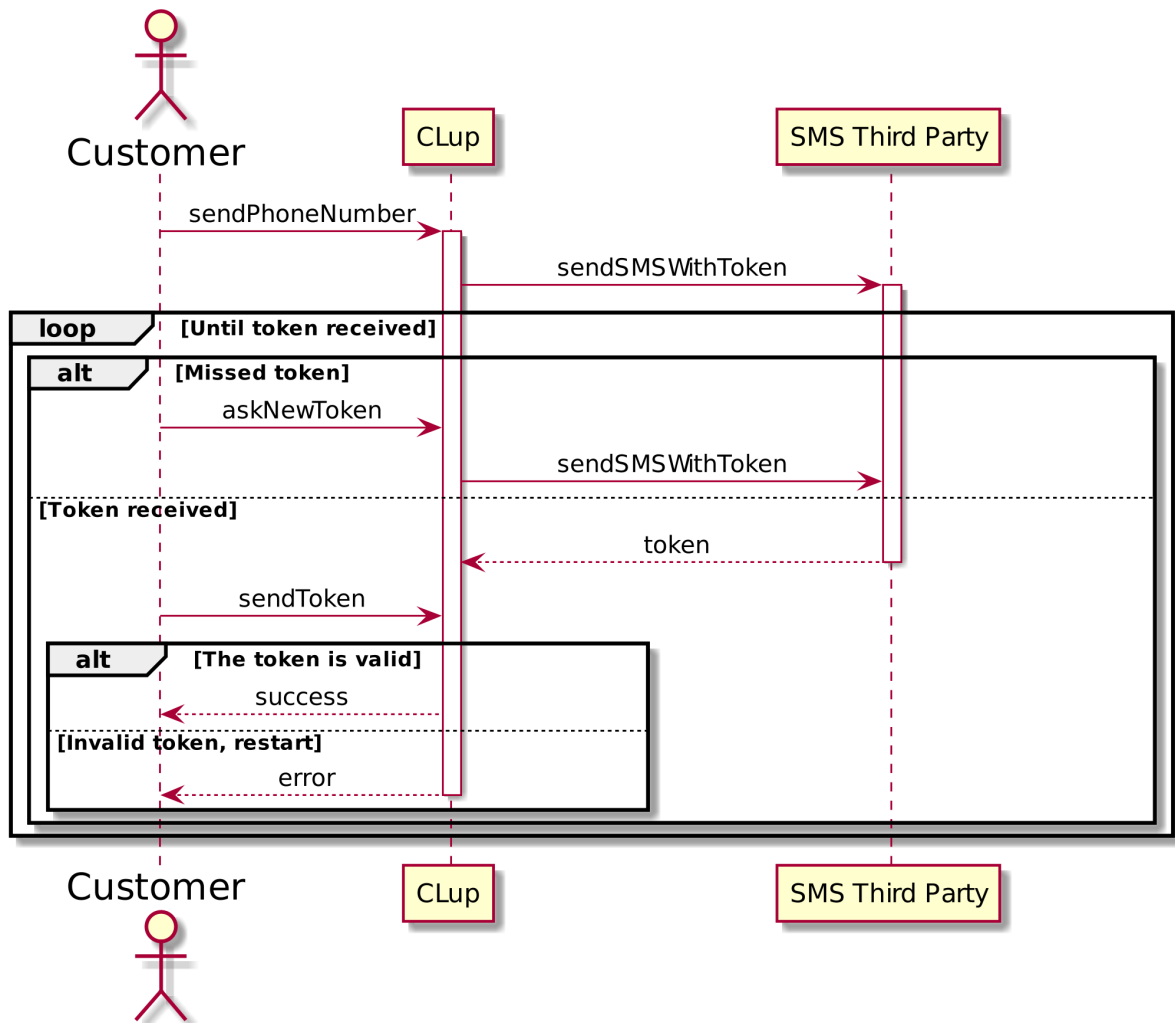 Customer
CLup
SMS Third Party
sendPhoneNumber
sendSMSWithToken
loop [Until token received]
alt [Missed token]
askNewToken
sendSMSWithToken
[Token received]
token
sendToken
alt [The token is valid]
success
[Invalid token, restart]
error
Customer
CLup
SMS Third Party